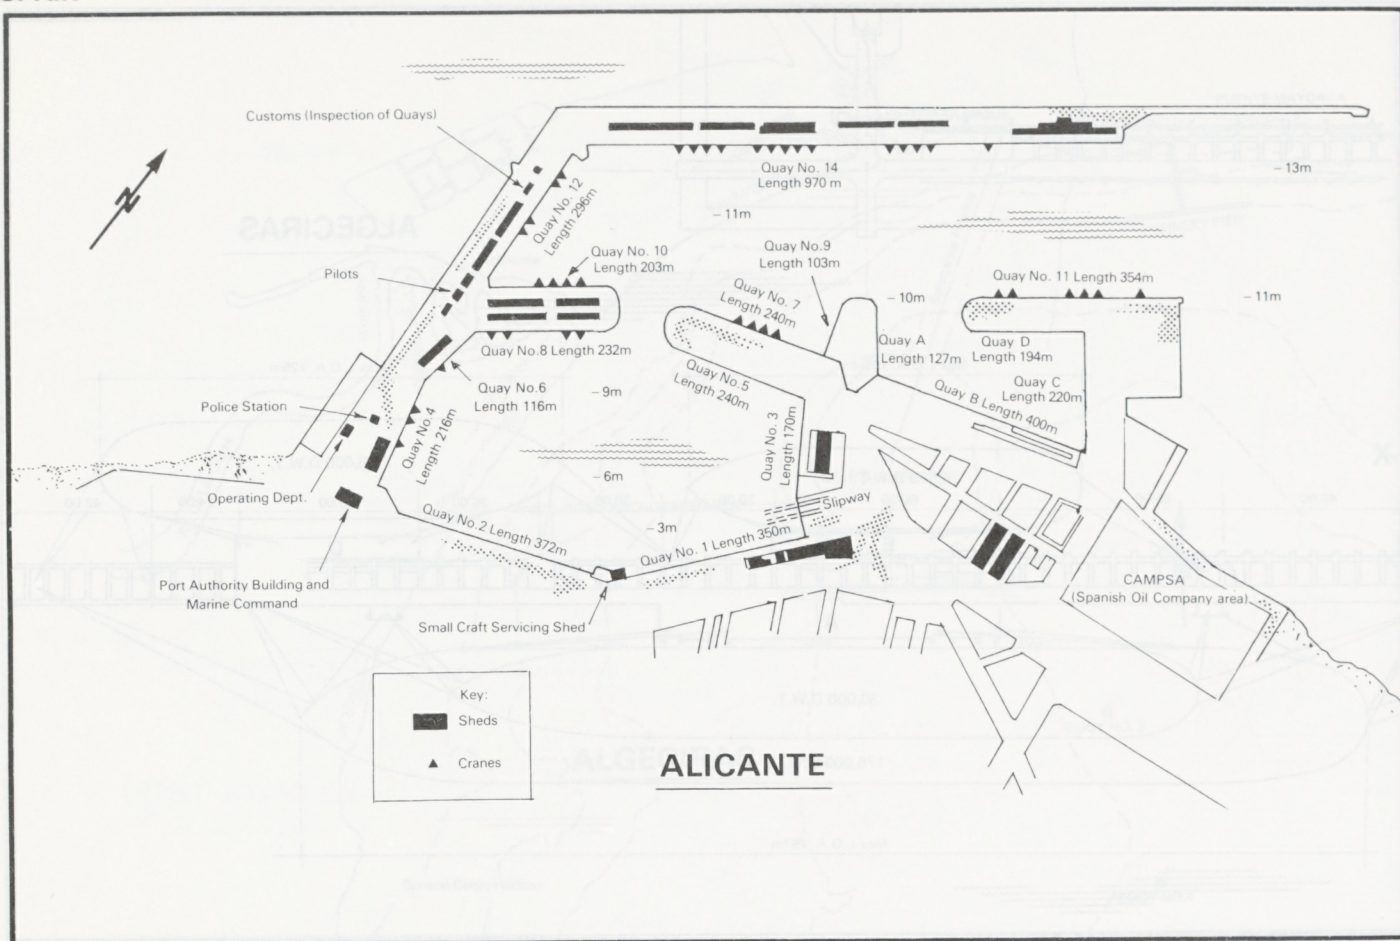 Customs (Inspection of Quays)
N
Quay No. 14
Length 970 m
– 13m
– 11m
Quay No. 12
Length 296m
Quay No. 10
Length 203m
Quay No.9
Length 103m
Pilots
Quay No. 7
Length 240m
– 10m
Quay No. 11 Length 354m
– 11m
Quay No.8 Length 232m
Quay A
Length 127m
Quay D
Length 194m
Quay No.6
Length 116m
– 9m
Quay No.5
Length 240m
Quay B Length 400m
Quay C
Length 220m
Police Station
Quay No.4
Length 216m
Quay No. 3
Length 170m
Operating Dept.
– 6m
Slipway
Quay No.2 Length 372m
– 3m
Quay No. 1 Length 350m
Port Authority Building and
Marine Command
CAMPSA
(Spanish Oil Company area)
Small Craft Servicing Shed
Key:
Sheds
Cranes
ALICANTE